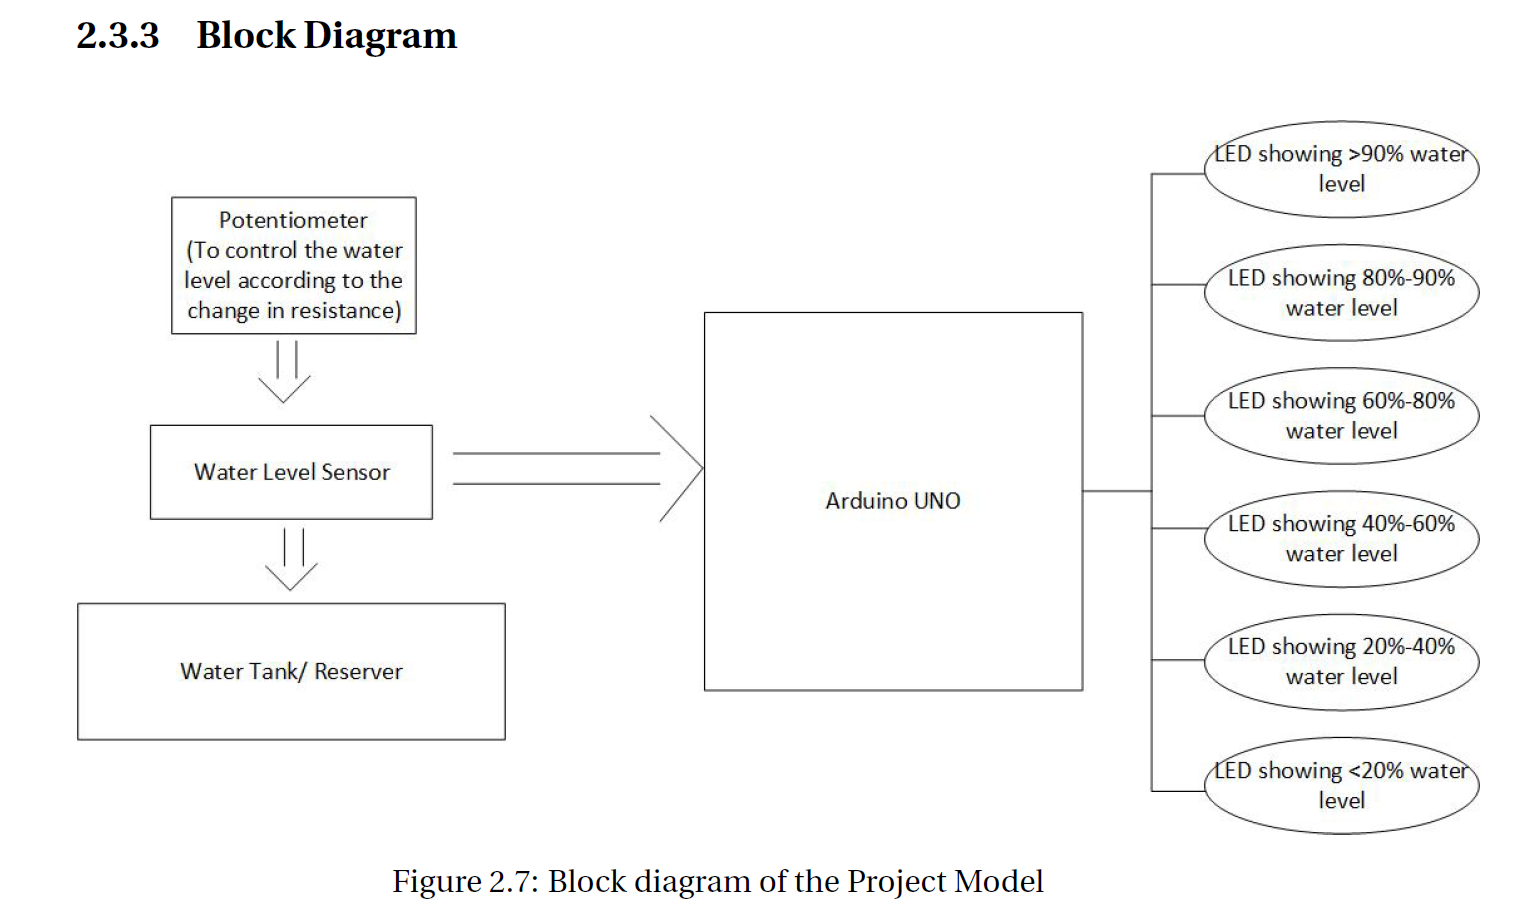 2.3.3 Block Diagram
Potentiometer
(To control the water
level according to the
change in resistance)
Water Level Sensor
Water Tank/ Reserver
Arduino UNO
LED showing >90% water
level
LED showing 80%-90%
water level
LED showing 60%-80%
water level
LED showing 40%-60%
water level
LED showing 20%-40%
water level
LED showing <20% water
level
Figure 2.7: Block diagram of the Project Model